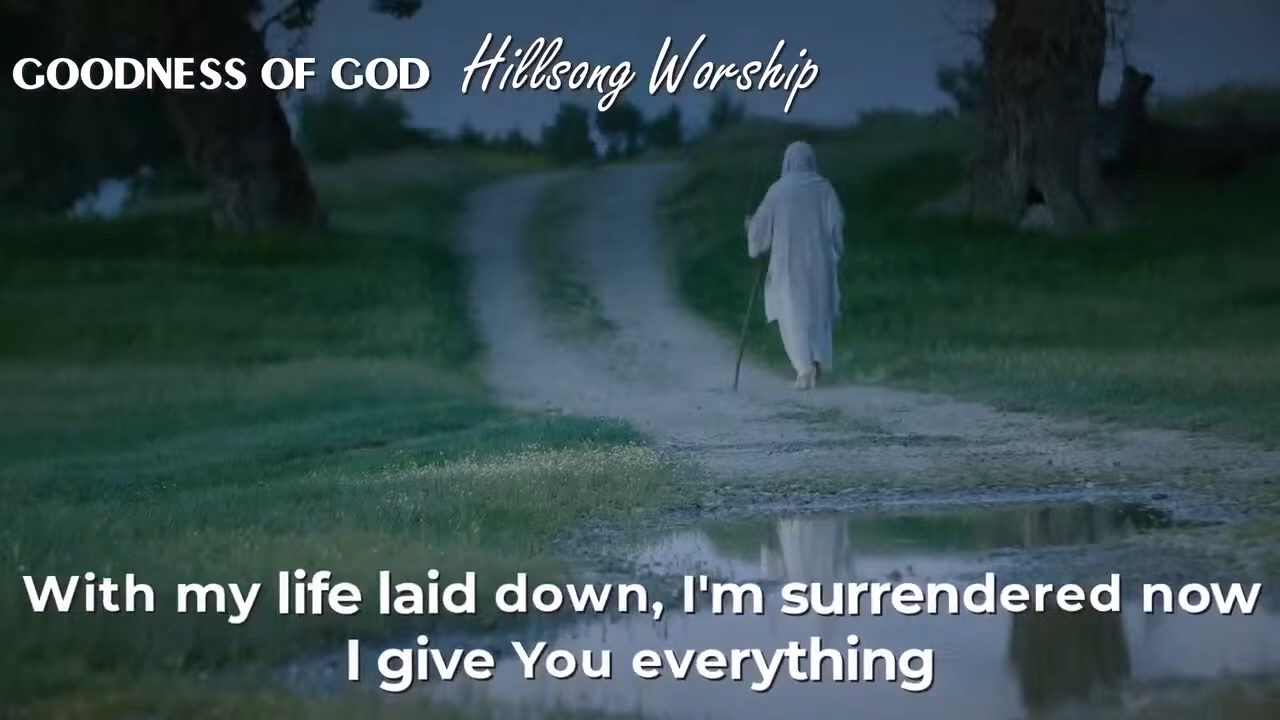 GOODNESS OF GOD Hillsong Worship
With my life laid down, I'm surrendered now
I give You everything